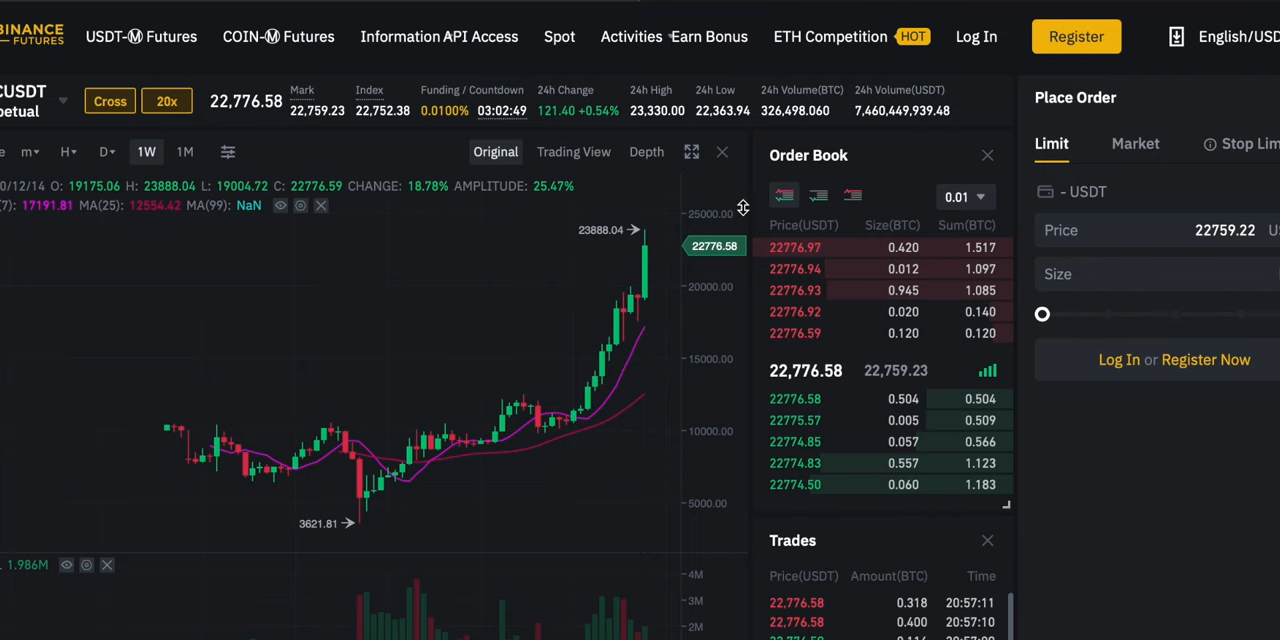 BINANCE
FUTURES
USDT-Ⓜ Futures
COIN-Ⓜ Futures
Information
API Access
Spot
Activities
Earn Bonus
ETH Competition
HOT
Log In
Register
English/USD
CUSDT
petual
Cross
20x
22,776.58
Mark
22,759.23
Index
22,752.38
Funding / Countdown
0.0100% 03:02:49
24h Change
121.40 +0.54%
24h High
23,330.00
24h Low
22,363.94
24h Volume(BTC)
326,498.060
24h Volume(USDT)
7,460,449,939.48
e m H D 1W 1M
Original Trading View Depth
0/12/14 O: 19175.06 H: 23888.04 L: 19004.72 C: 22776.59 CHANGE: 18.78% AMPLITUDE: 25.47%
(7): 17191.81 MA(25): 12554.42 MA(99): NaN
25000.00
23888.04
22776.58
20000.00
15000.00
10000.00
5000.00
3621.81
1.986M
4M
3M
2M
Order Book
0.01
Price(USDT) Size(BTC) Sum(BTC)
22776.97 0.420 1.517
22776.94 0.012 1.097
22776.93 0.945 1.085
22776.92 0.020 0.140
22776.59 0.120 0.120
22,776.58 22,759.23
22776.58 0.504 0.504
22775.57 0.005 0.509
22774.85 0.057 0.566
22774.83 0.557 1.123
22774.50 0.060 1.183
Trades
Price(USDT) Amount(BTC) Time
22,776.58 0.318 20:57:11
22,776.58 0.400 20:57:10
Place Order
Limit Market Stop Lim
- USDT
Price 22759.22 US
Size
Log In or Register Now